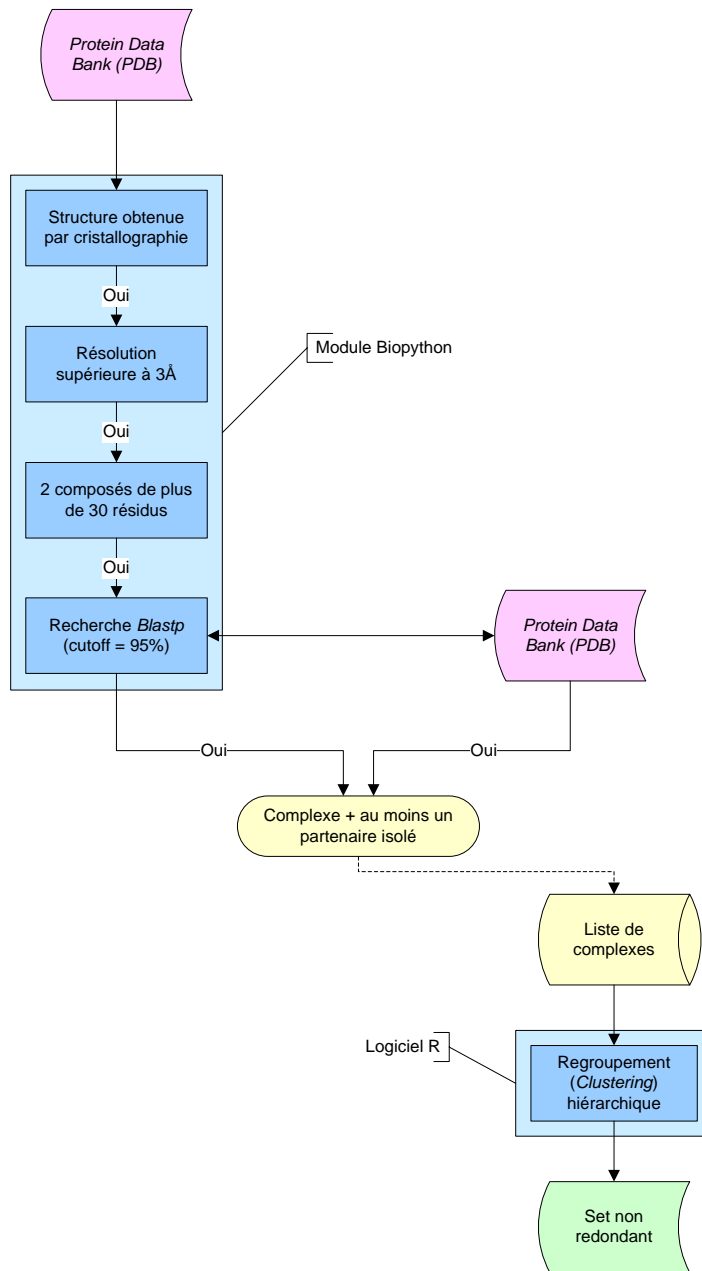 Protein Data
Bank (PDB)
Structure obtenue
par cristallographie
Oui
Résolution
supérieure à 3Å
Module Biopython
Oui
2 composés de plus
de 30 résidus
Oui
Recherche Blastp
(cutoff = 95%)
Protein Data
Bank (PDB)
Oui
Oui
Complexe + au moins un
partenaire isolé
Liste de
complexes
Logiciel R
Regroupement
(Clustering)
hiérarchique
Set non
redondant